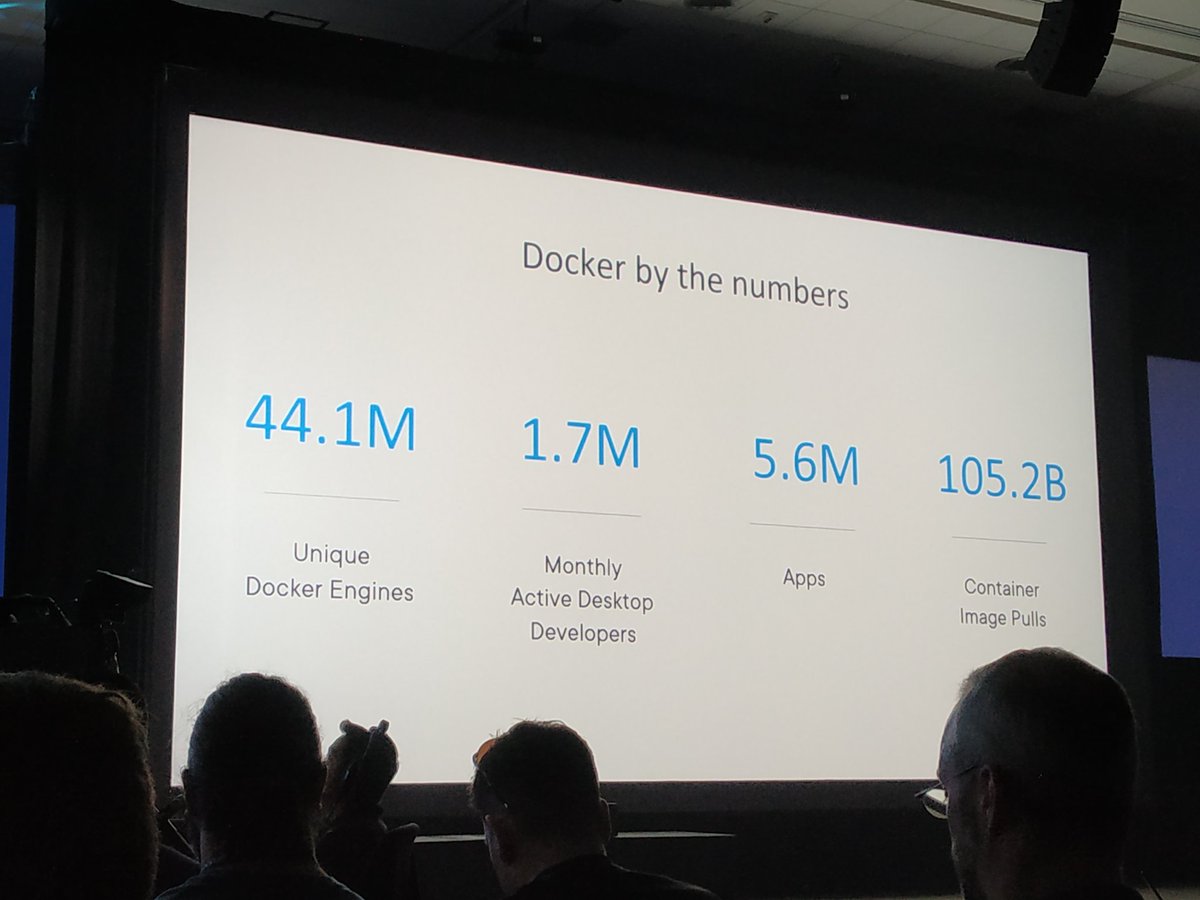 Docker by the numbers
44.1M
Unique
Docker Engines
1.7M
Monthly
Active Desktop
Developers
5.6M
Apps
105.2B
Container
Image Pulls